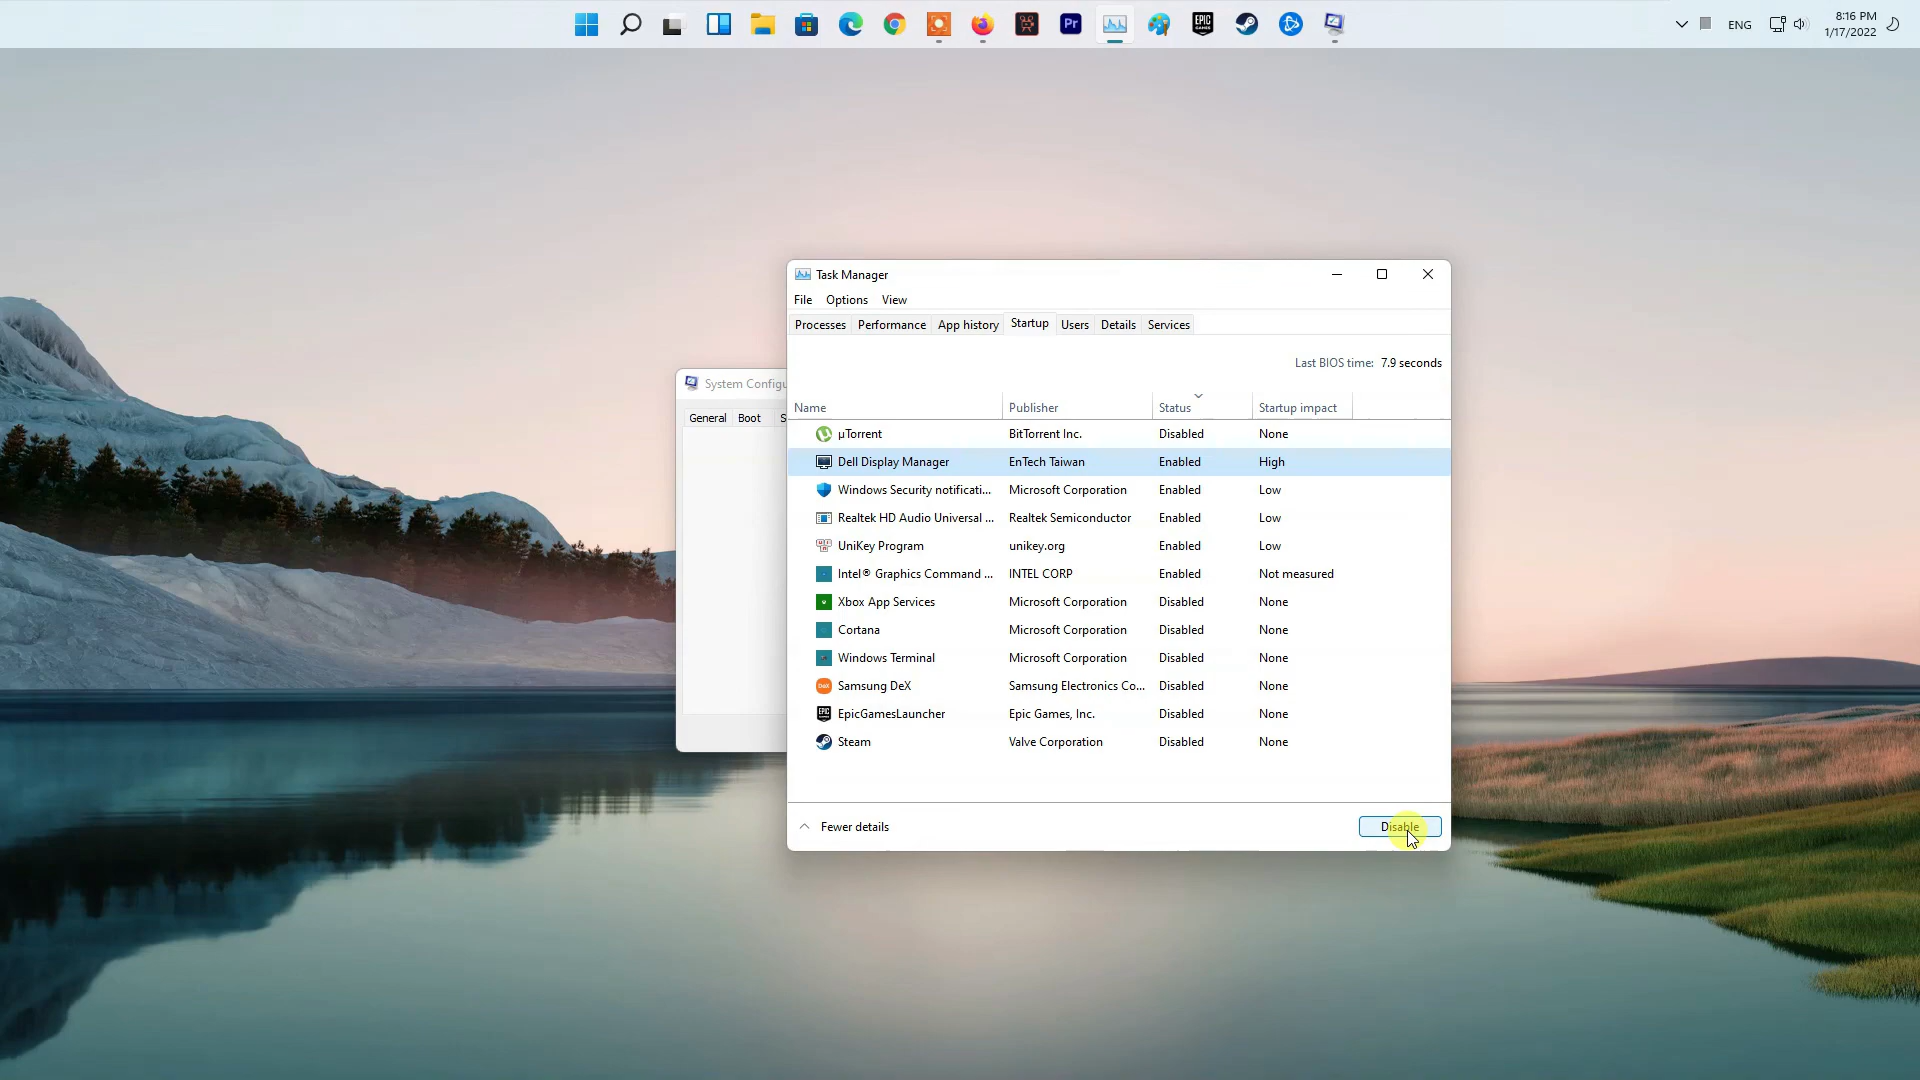 ENG
8:16 PM
1/17/2022
Pr
EPIC
GAMES
Task Manager
File Options View
Processes Performance App history Startup Users Details Services
Last BIOS time: 7.9 seconds
System Configu
General Boot S
Name Publisher Status Startup impact
µTorrent BitTorrent Inc. Disabled None
Dell Display Manager EnTech Taiwan Enabled High
Windows Security notificati... Microsoft Corporation Enabled Low
Realtek HD Audio Universal ... Realtek Semiconductor Enabled Low
UniKey Program unikey.org Enabled Low
Intel® Graphics Command ... INTEL CORP Enabled Not measured
Xbox App Services Microsoft Corporation Disabled None
Cortana Microsoft Corporation Disabled None
Windows Terminal Microsoft Corporation Disabled None
Samsung DeX Samsung Electronics Co... Disabled None
EpicGamesLauncher Epic Games, Inc. Disabled None
Steam Valve Corporation Disabled None
Fewer details Disable